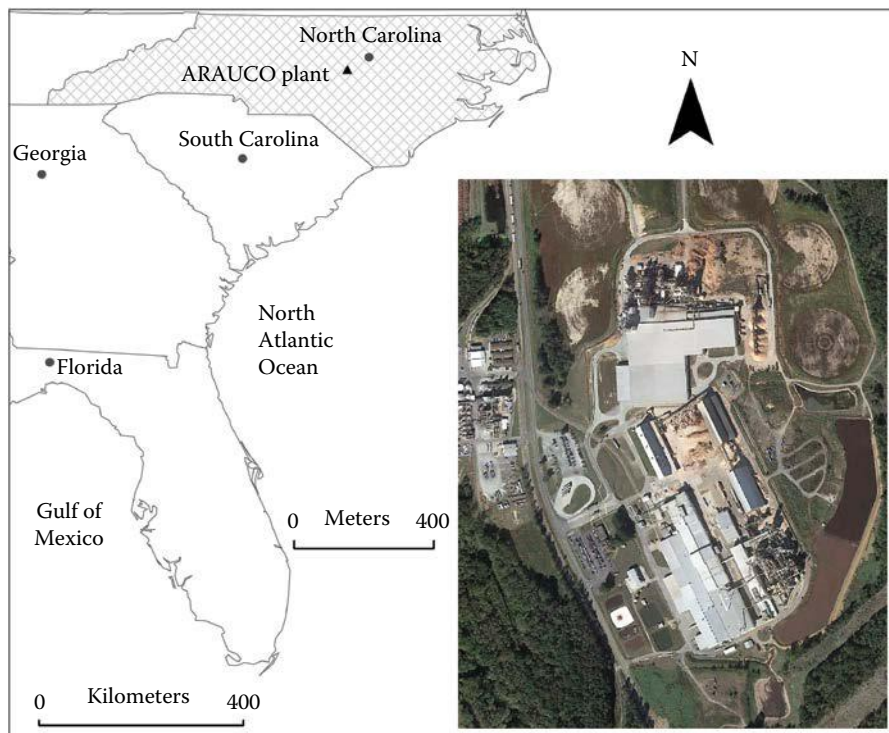 North Carolina
ARAUCO plant
N
South Carolina
Georgia
North
Atlantic
Ocean
Florida
Gulf of
Mexico
0 Meters 400
Kilometers
0 400